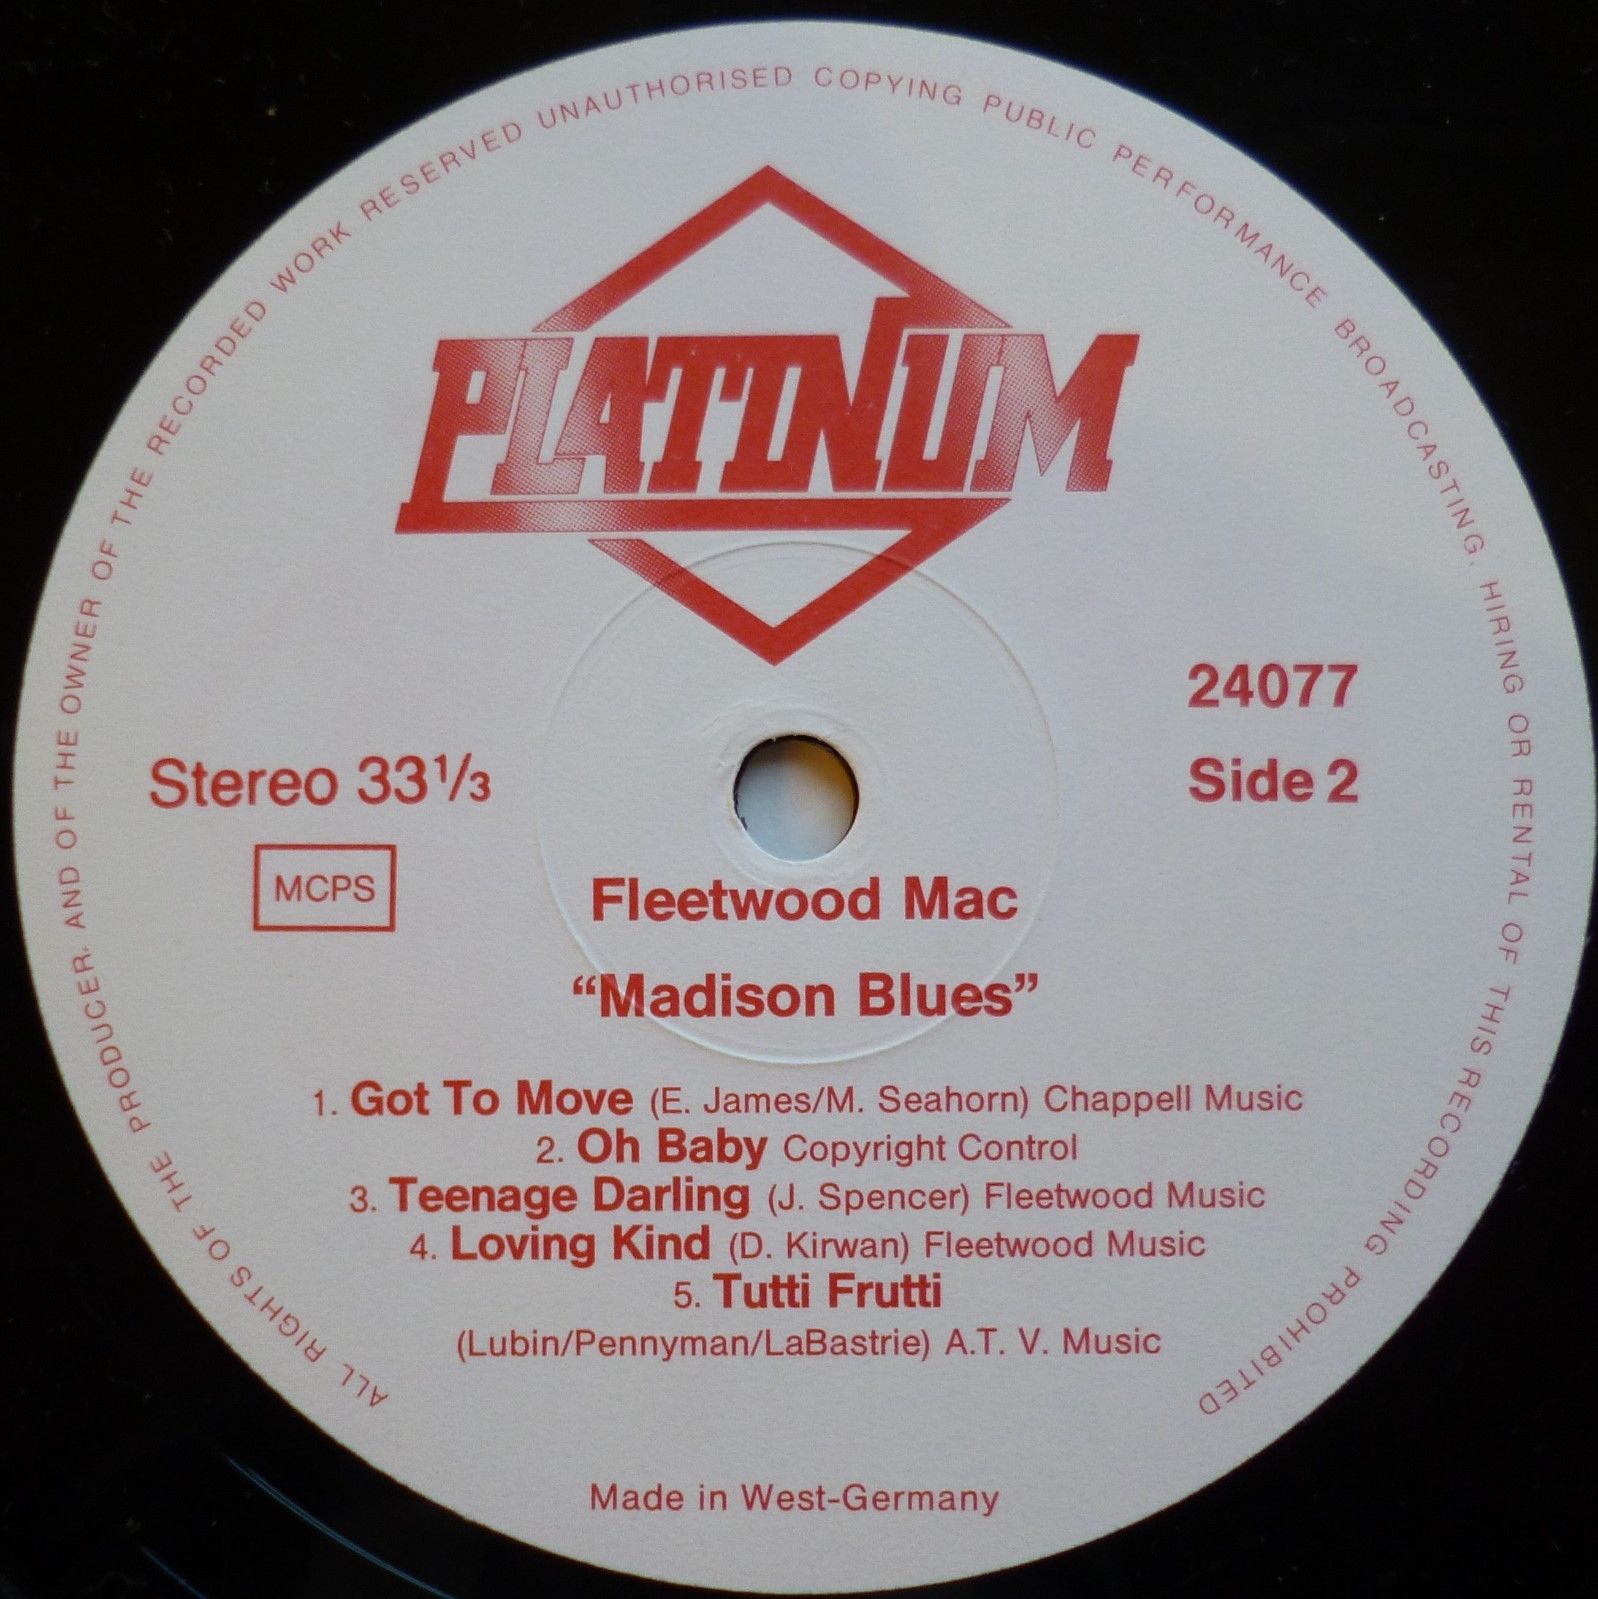 ALL RIGHTS OF THE PRODUCER, AND OF THE OWNER OF THE RECORDED WORK RESERVED UNAUTHORISED COPYING PUBLIC PERFORMANCE BROADCASTING, HIRING OR RENTAL OF THIS RECORDING PROHIBITED
PLATINUM
24077
Stereo 33⅓
Side 2
MCPS
Fleetwood Mac
“Madison Blues”
1. Got To Move (E. James/M. Seahorn) Chappell Music
2. Oh Baby Copyright Control
3. Teenage Darling (J. Spencer) Fleetwood Music
4. Loving Kind (D. Kirwan) Fleetwood Music
5. Tutti Frutti
(Lubin/Pennyman/LaBastrie) A.T. V. Music
Made in West-Germany